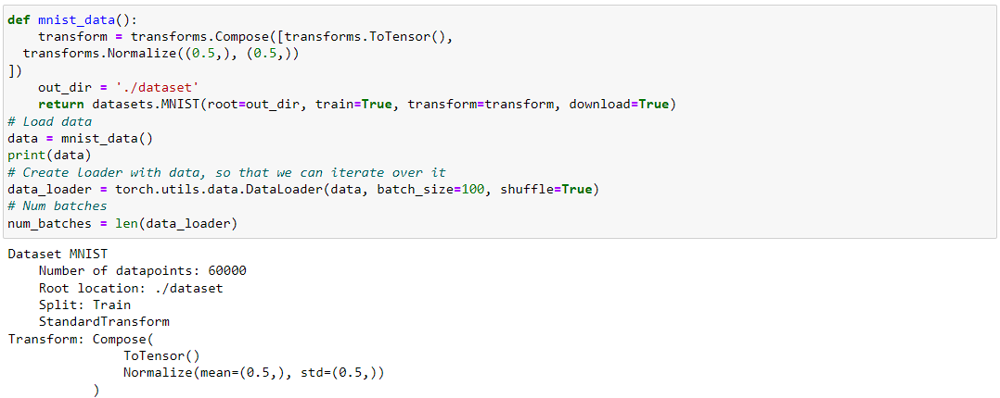 def mnist_data():
    transform = transforms.Compose([transforms.ToTensor(),
  transforms.Normalize((0.5,), (0.5,))
])
    out_dir = './dataset'
    return datasets.MNIST(root=out_dir, train=True, transform=transform, download=True)
# Load data
data = mnist_data()
print(data)
# Create loader with data, so that we can iterate over it
data_loader = torch.utils.data.DataLoader(data, batch_size=100, shuffle=True)
# Num batches
num_batches = len(data_loader)
Dataset MNIST
    Number of datapoints: 60000
    Root location: ./dataset
    Split: Train
    StandardTransform
Transform: Compose(
               ToTensor()
               Normalize(mean=(0.5,), std=(0.5,))
           )